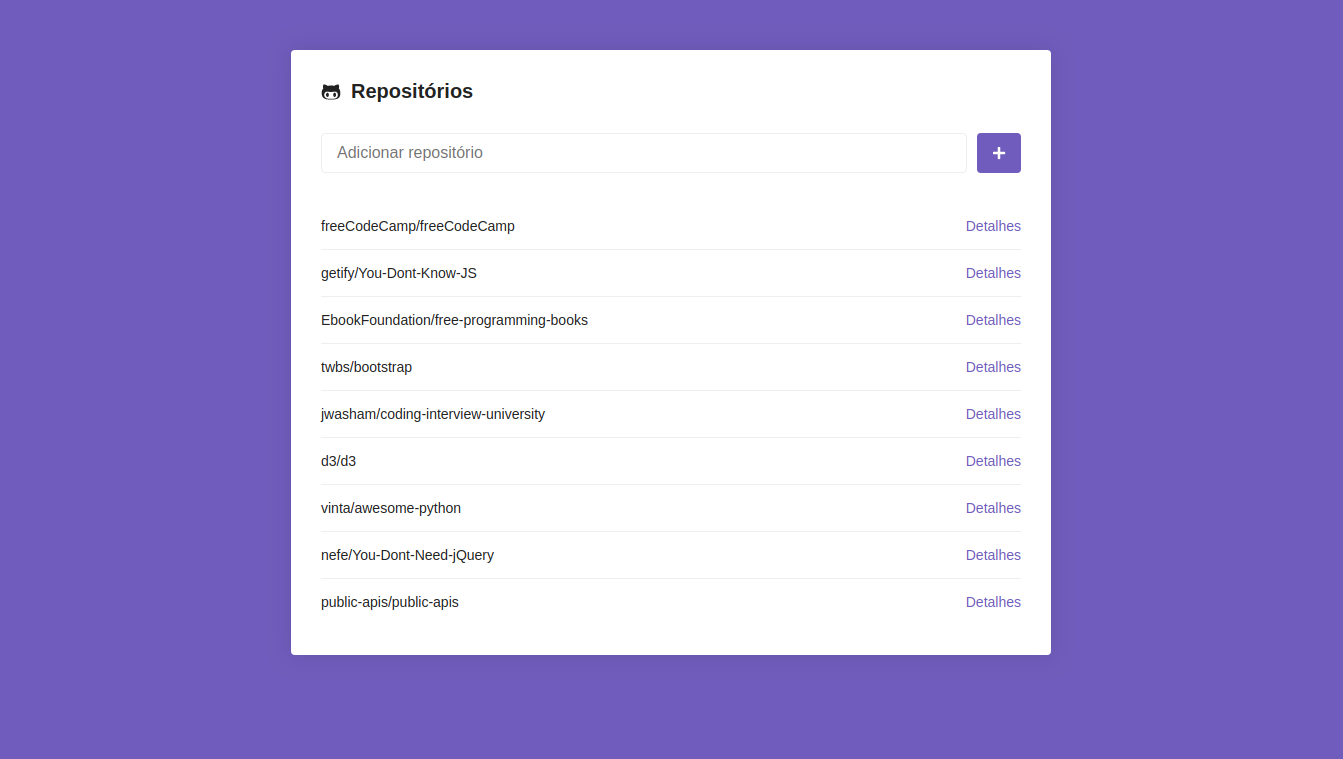 Repositórios
Adicionar repositório
freeCodeCamp/freeCodeCamp Detalhes
getify/You-Dont-Know-JS Detalhes
EbookFoundation/free-programming-books Detalhes
twbs/bootstrap Detalhes
jwasham/coding-interview-university Detalhes
d3/d3 Detalhes
vinta/awesome-python Detalhes
nefe/You-Dont-Need-jQuery Detalhes
public-apis/public-apis Detalhes